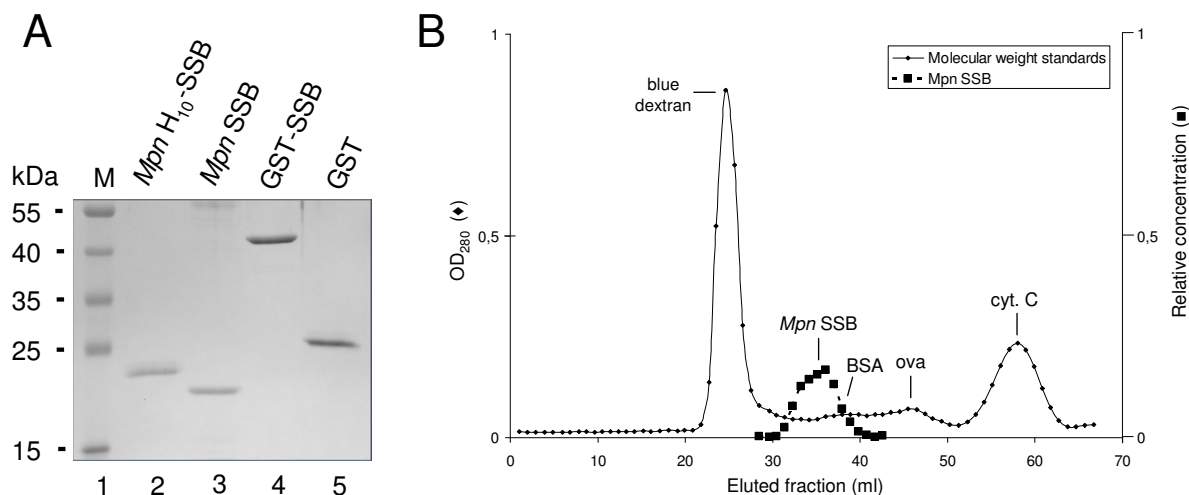 A
kDa
M
Mpn H10-SSB
Mpn SSB
GST-SSB
GST
55
40
35
25
15
1 2 3 4 5
B
1
0,5
0
OD280 (♦)
blue
dextran
Mpn SSB
BSA
ova
cyt. C
Molecular weight standards
Mpn SSB
1
0,5
0
Relative concentration (■)
0 10 20 30 40 50 60 70
Eluted fraction (ml)